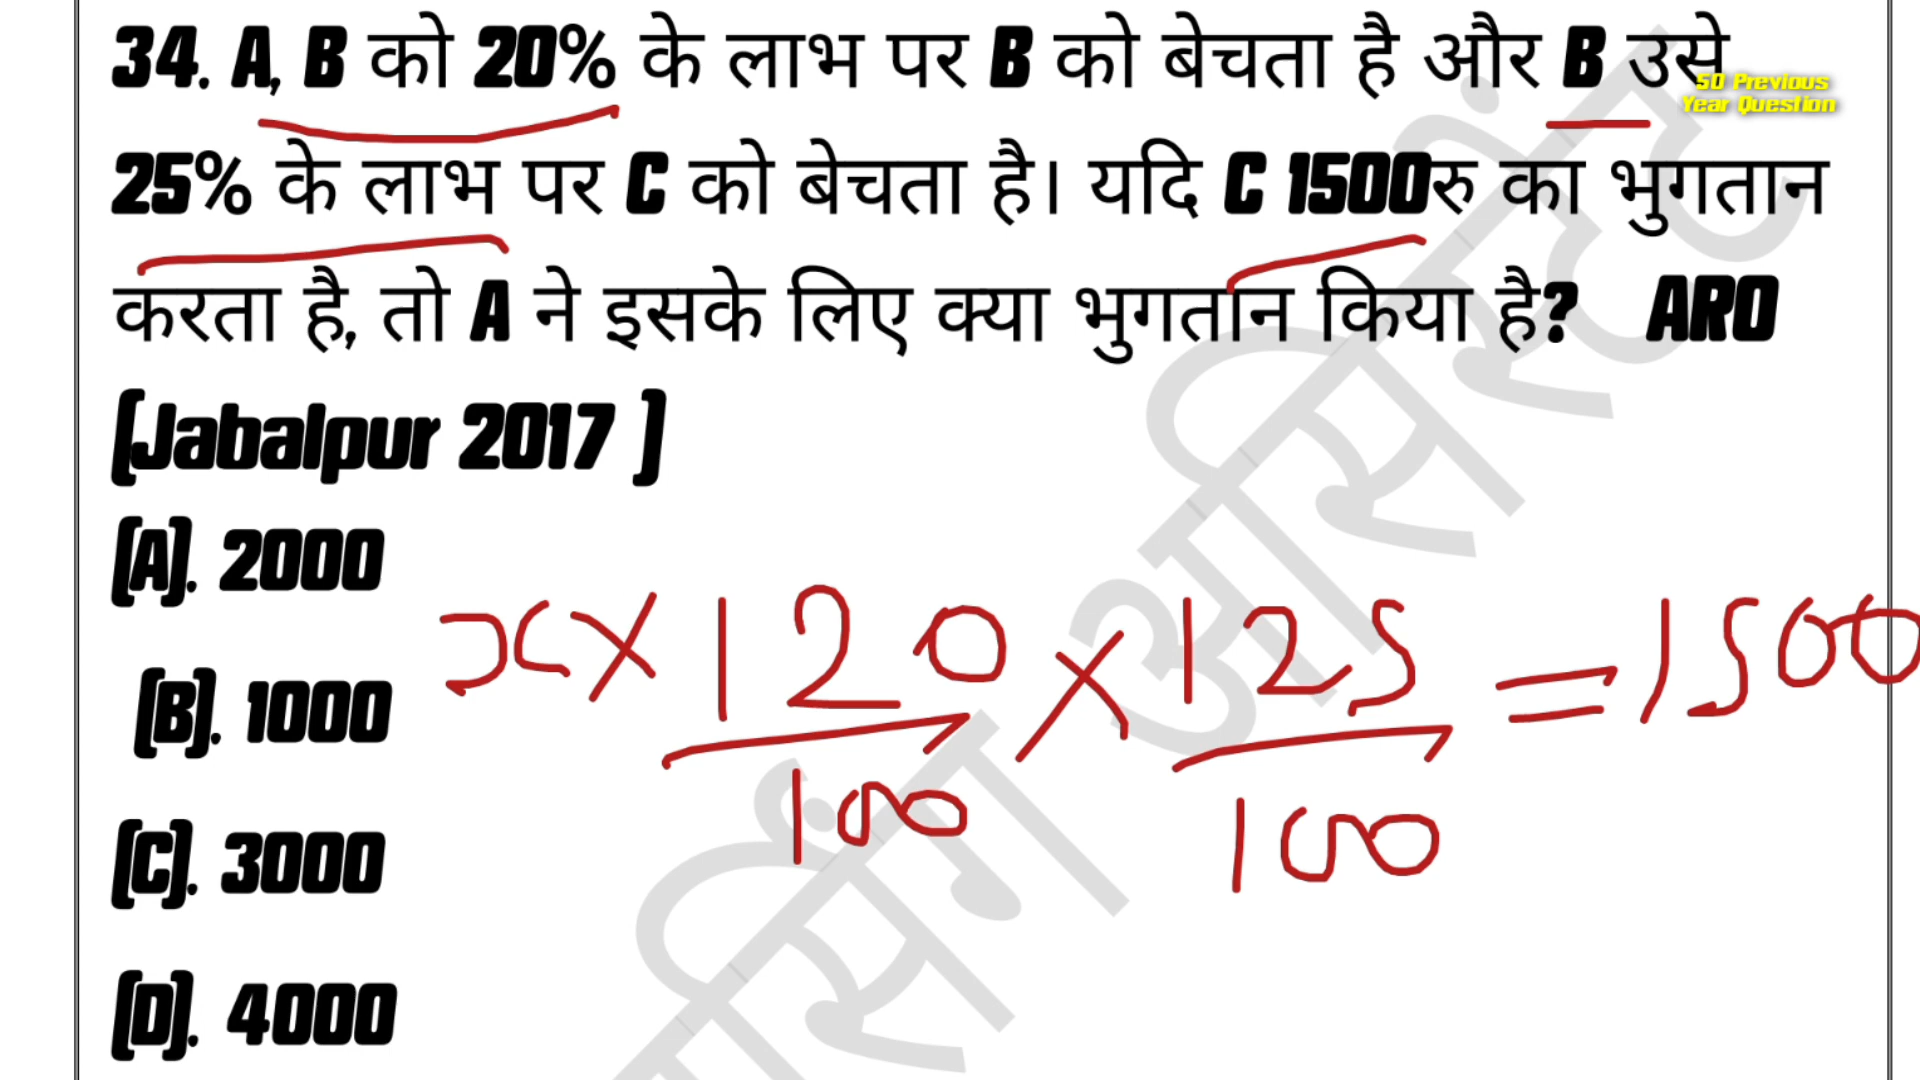 34. A, B को 20% के लाभ पर B को बेचता है और B उसे
50 Previous
Year Question
25% के लाभ पर C को बेचता है। यदि C 1500रु का भुगतान
करता है, तो A ने इसके लिए क्या भुगतान किया है? ARO
(Jabalpur 2017 )
(A). 2000
(B). 1000
(C). 3000
(D). 4000
x × 120/100 × 125/100 = 1500